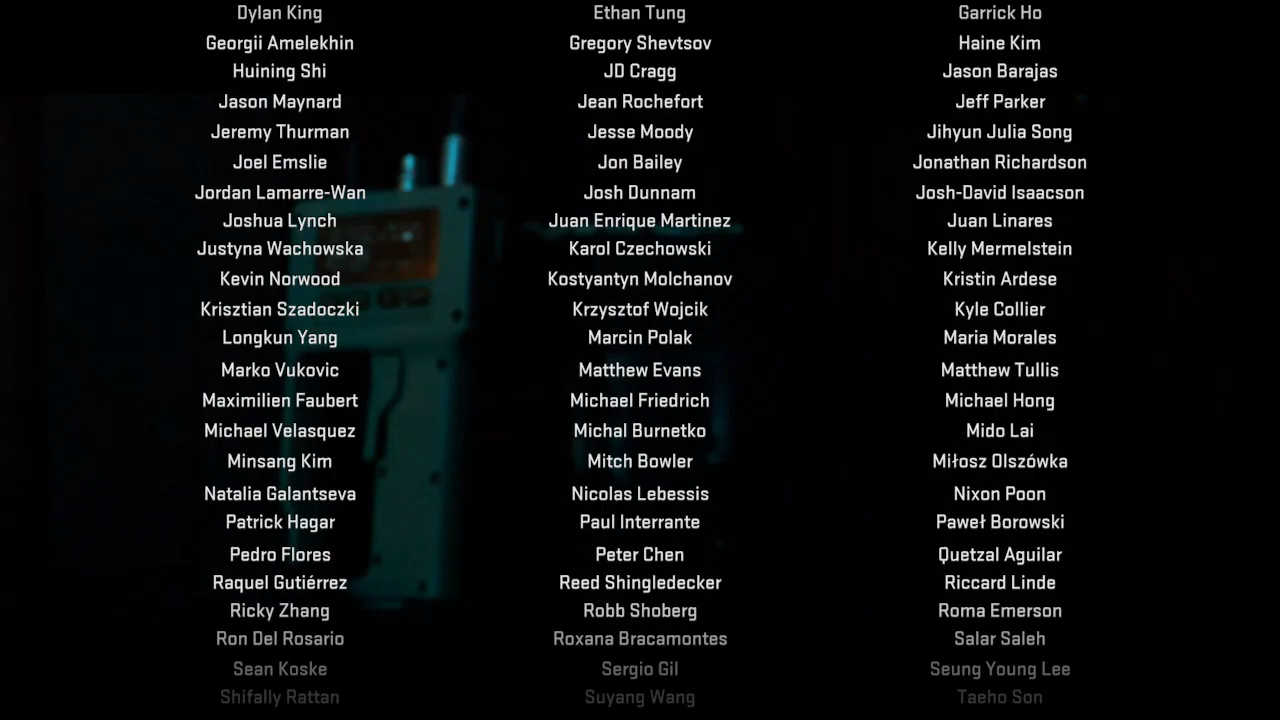 Dylan King Ethan Tung Garrick Ho
Georgii Amelekhin Gregory Shevtsov Haine Kim
Huining Shi JD Cragg Jason Barajas
Jason Maynard Jean Rochefort Jeff Parker
Jeremy Thurman Jesse Moody Jihyun Julia Song
Joel Emslie Jon Bailey Jonathan Richardson
Jordan Lamarre-Wan Josh Dunnam Josh-David Isaacson
Joshua Lynch Juan Enrique Martinez Juan Linares
Justyna Wachowska Karol Czechowski Kelly Mermelstein
Kevin Norwood Kostyantyn Molchanov Kristin Ardese
Krisztian Szadoczki Krzysztof Wojcik Kyle Collier
Longkun Yang Marcin Polak Maria Morales
Marko Vukovic Matthew Evans Matthew Tullis
Maximilien Faubert Michael Friedrich Michael Hong
Michael Velasquez Michal Burnetko Mido Lai
Minsang Kim Mitch Bowler Miłosz Olszówka
Natalia Galantseva Nicolas Lebessis Nixon Poon
Patrick Hagar Paul Interrante Paweł Borowski
Pedro Flores Peter Chen Quetzal Aguilar
Raquel Gutiérrez Reed Shingledecker Riccard Linde
Ricky Zhang Robb Shoberg Roma Emerson
Ron Del Rosario Roxana Bracamontes Salar Saleh
Sean Koske Sergio Gil Seung Young Lee
Shifally Rattan Suyang Wang Taeho Son